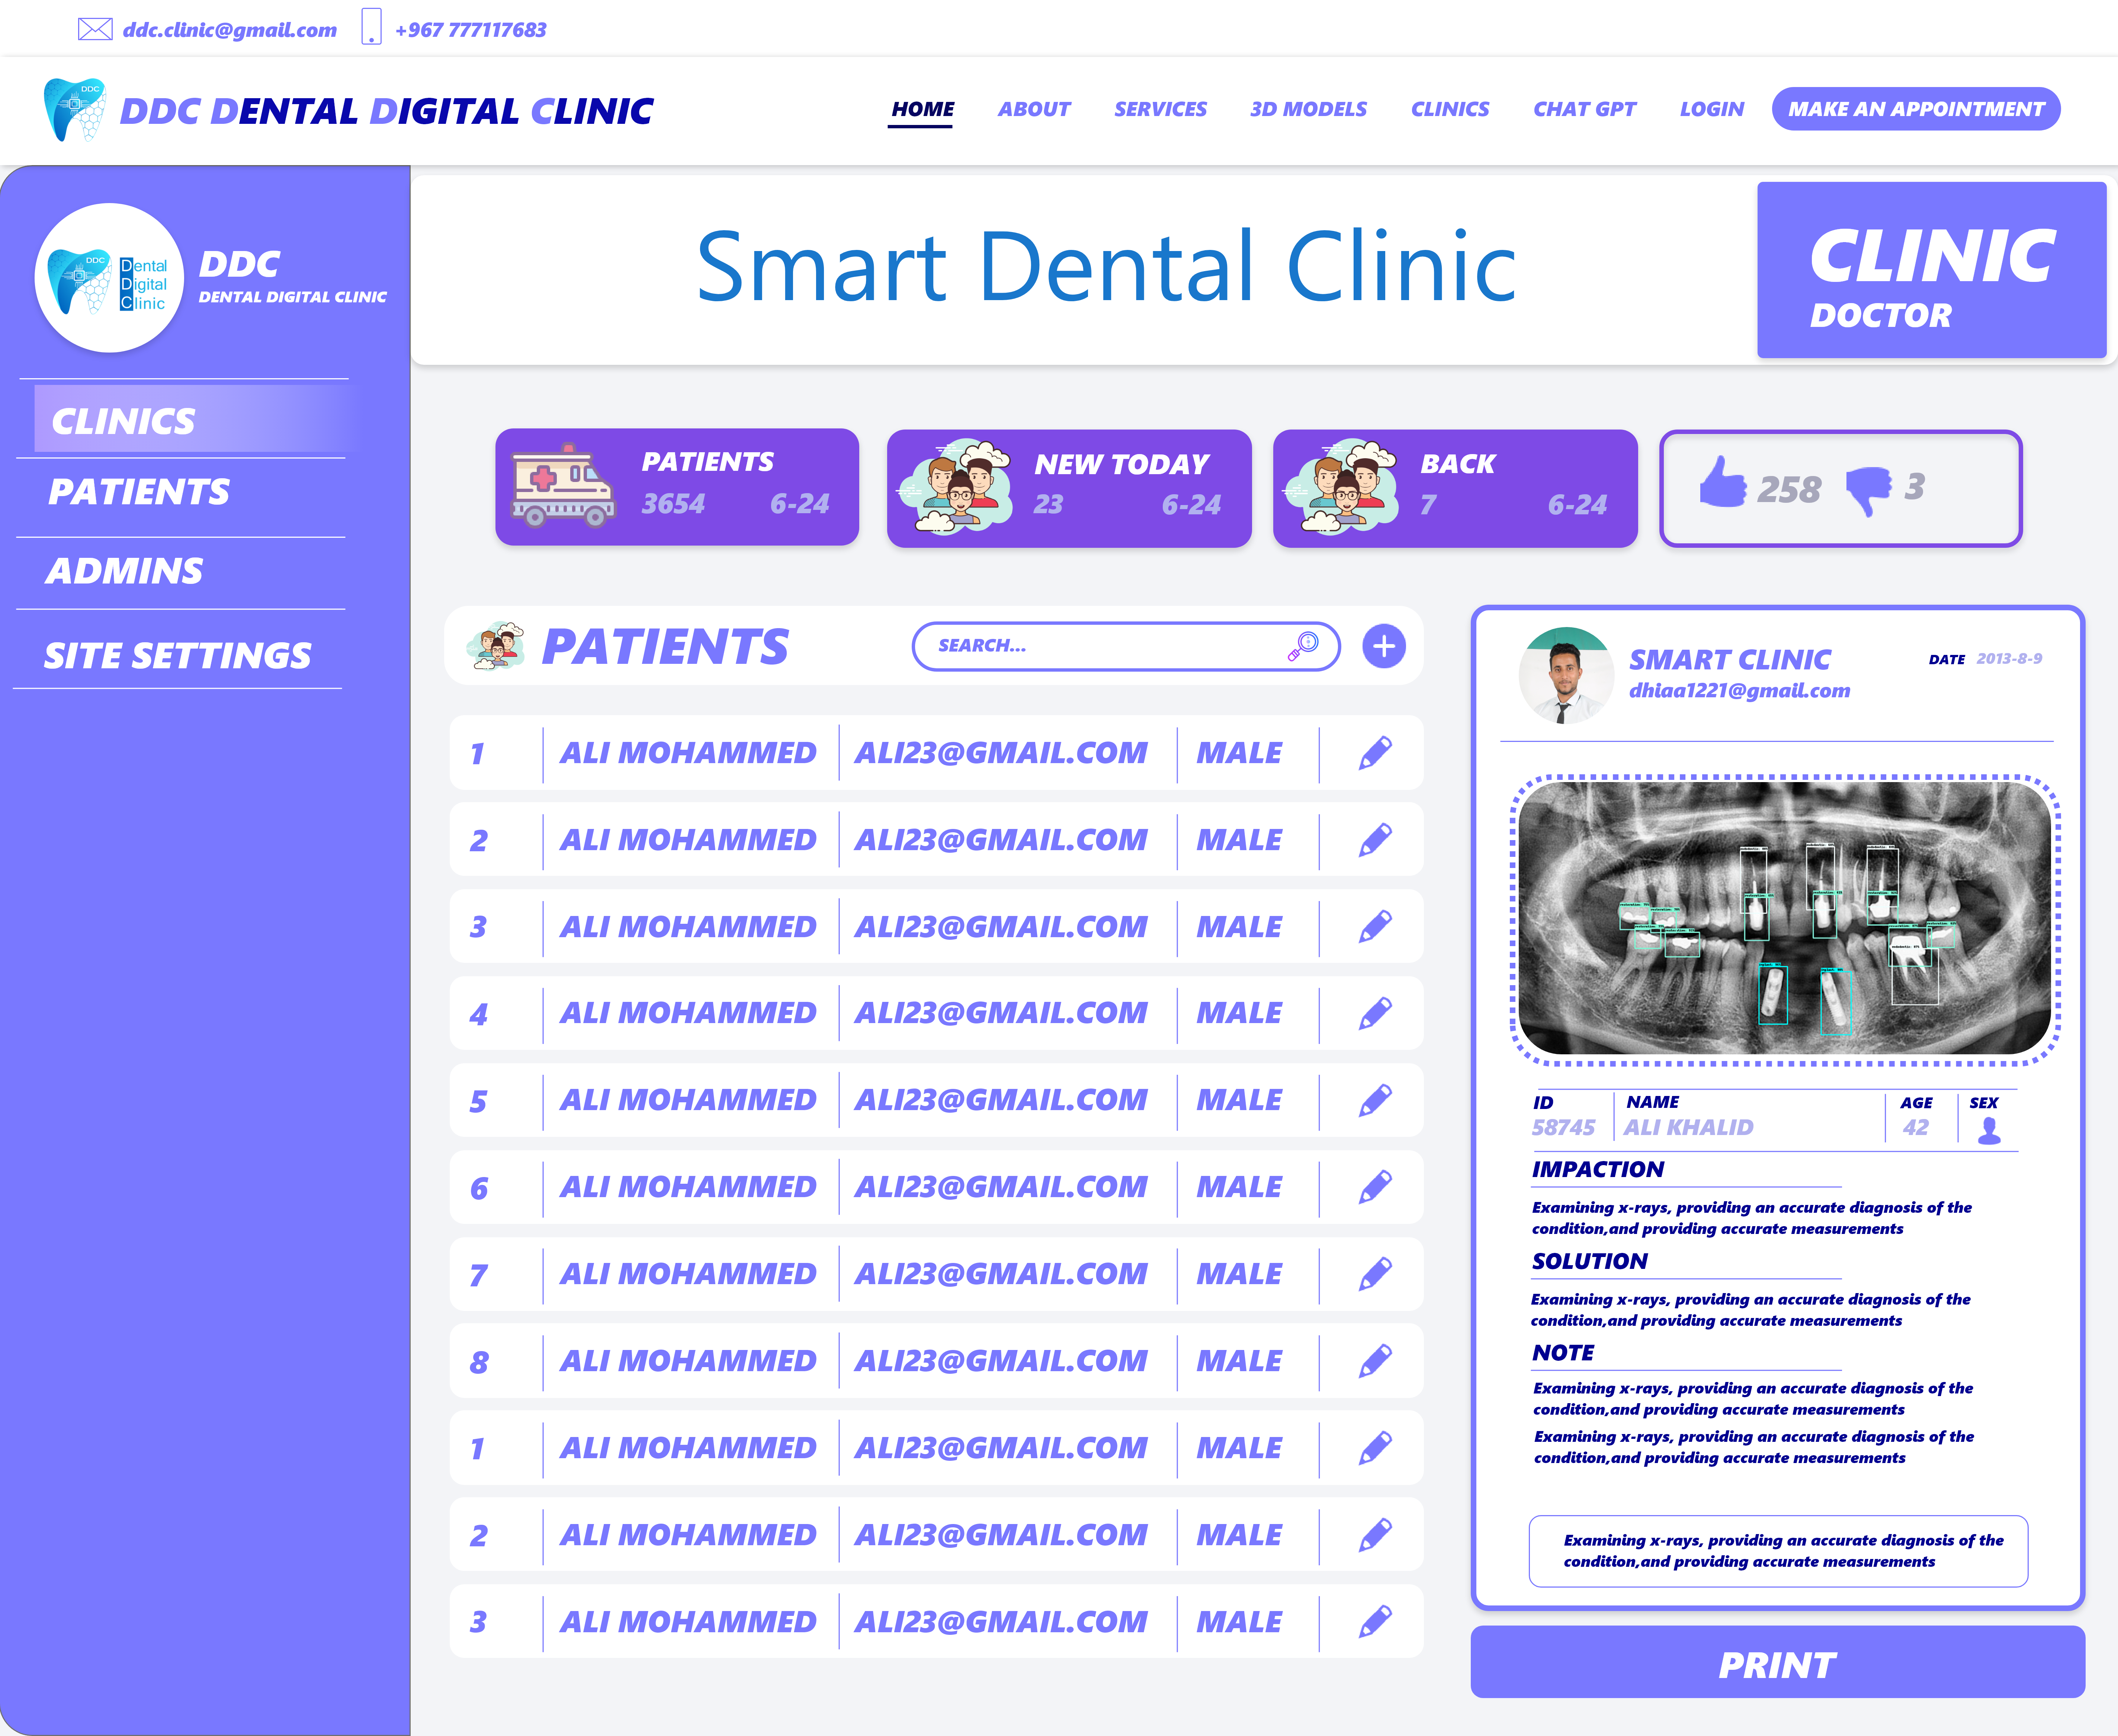 ddc.clinic@gmail.com +967 777117683
DDC DENTAL DIGITAL CLINIC
HOME ABOUT SERVICES 3D MODELS CLINICS CHAT GPT LOGIN MAKE AN APPOINTMENT
DDC
DDC
Dental
Digital
Clinic
DDC
DENTAL DIGITAL CLINIC
CLINICS
PATIENTS
ADMINS
SITE SETTINGS
Smart Dental Clinic
CLINIC
DOCTOR
PATIENTS
3654 6-24
NEW TODAY
23 6-24
BACK
7 6-24
258 3
PATIENTS
SEARCH...
1 ALI MOHAMMED ALI23@GMAIL.COM MALE
2 ALI MOHAMMED ALI23@GMAIL.COM MALE
3 ALI MOHAMMED ALI23@GMAIL.COM MALE
4 ALI MOHAMMED ALI23@GMAIL.COM MALE
5 ALI MOHAMMED ALI23@GMAIL.COM MALE
6 ALI MOHAMMED ALI23@GMAIL.COM MALE
7 ALI MOHAMMED ALI23@GMAIL.COM MALE
8 ALI MOHAMMED ALI23@GMAIL.COM MALE
1 ALI MOHAMMED ALI23@GMAIL.COM MALE
2 ALI MOHAMMED ALI23@GMAIL.COM MALE
3 ALI MOHAMMED ALI23@GMAIL.COM MALE
SMART CLINIC
dhiaa1221@gmail.com
DATE 2013-8-9
ID NAME AGE SEX
58745 ALI KHALID 42
IMPACTION
Examining x-rays, providing an accurate diagnosis of the
condition,and providing accurate measurements
SOLUTION
Examining x-rays, providing an accurate diagnosis of the
condition,and providing accurate measurements
NOTE
Examining x-rays, providing an accurate diagnosis of the
condition,and providing accurate measurements
Examining x-rays, providing an accurate diagnosis of the
condition,and providing accurate measurements
Examining x-rays, providing an accurate diagnosis of the
condition,and providing accurate measurements
PRINT